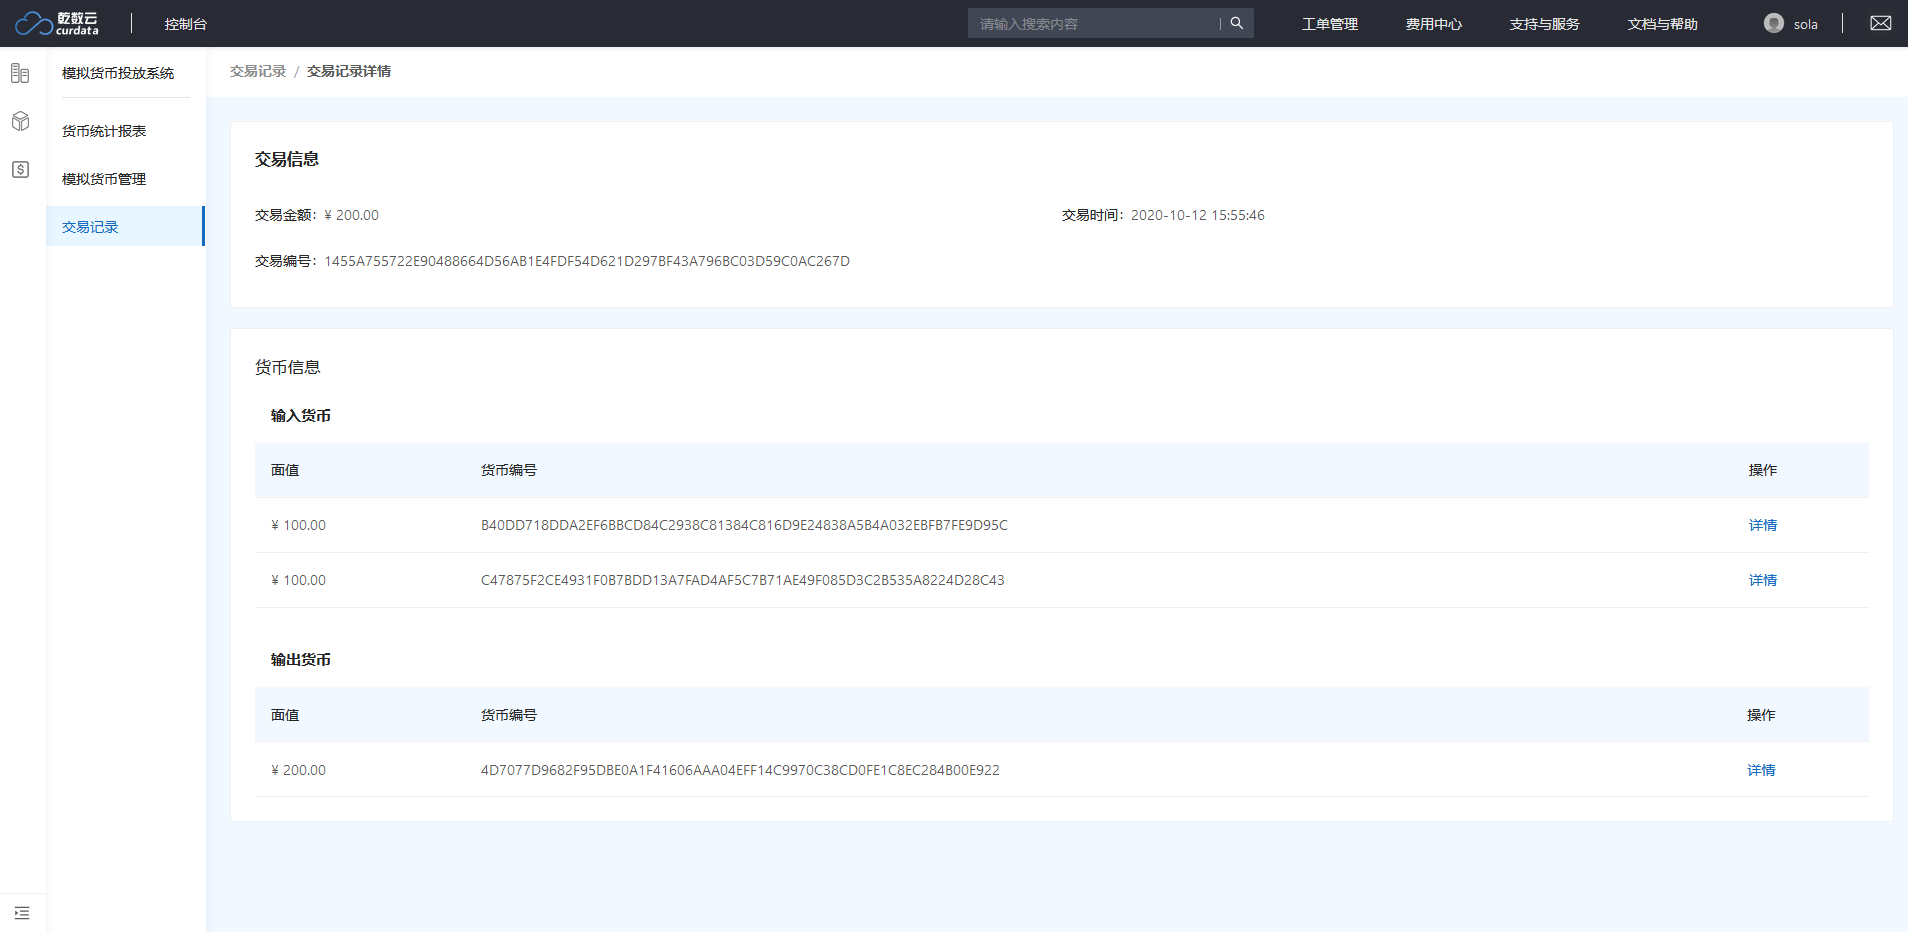 乾数云
curdata
控制台
请输入搜索内容
工单管理
费用中心
支持与服务
文档与帮助
sola
模拟货币投放系统
货币统计报表
模拟货币管理
交易记录
交易记录 / 交易记录详情
交易信息
交易金额：¥ 200.00
交易时间：2020-10-12 15:55:46
交易编号：1455A755722E90488664D56AB1E4FDF54D621D297BF43A796BC03D59C0AC267D
货币信息
输入货币
面值 货币编号 操作
¥ 100.00 B40DD718DDA2EF6BBCD84C2938C81384C816D9E24838A5B4A032EBFB7FE9D95C 详情
¥ 100.00 C47875F2CE4931F0B7BDD13A7FAD4AF5C7B71AE49F085D3C2B535A8224D28C43 详情
输出货币
面值 货币编号 操作
¥ 200.00 4D7077D9682F95DBE0A1F41606AAA04EFF14C9970C38CD0FE1C8EC284B00E922 详情